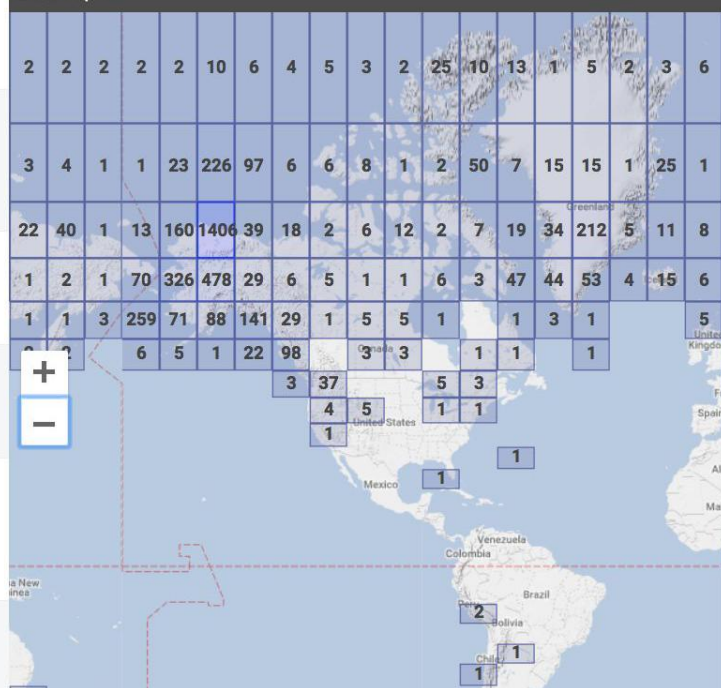 2 2 2 2 2 10 6 4 5 3 2 25 10 13 1 5 2 3 6
3 4 1 1 23 226 97 6 6 8 1 2 50 7 15 15 1 25 1
Greenland
22 40 1 13 160 1406 39 18 2 6 12 2 7 19 34 212 5 11 8
1 2 1 70 326 478 29 6 5 1 1 6 3 47 44 53 4 15 6
1 1 3 259 71 88 141 29 1 5 5 1 1 3 1 5
United
Kingdo
Canada
2 6 5 1 22 98 3 3 1 1 1
+
3 37 5 3
4 5 1 1
Spain
United States
−
1
1
Mexico
1
Venezuela
Colombia
Brazil
2
Bolivia
1
Chile
1